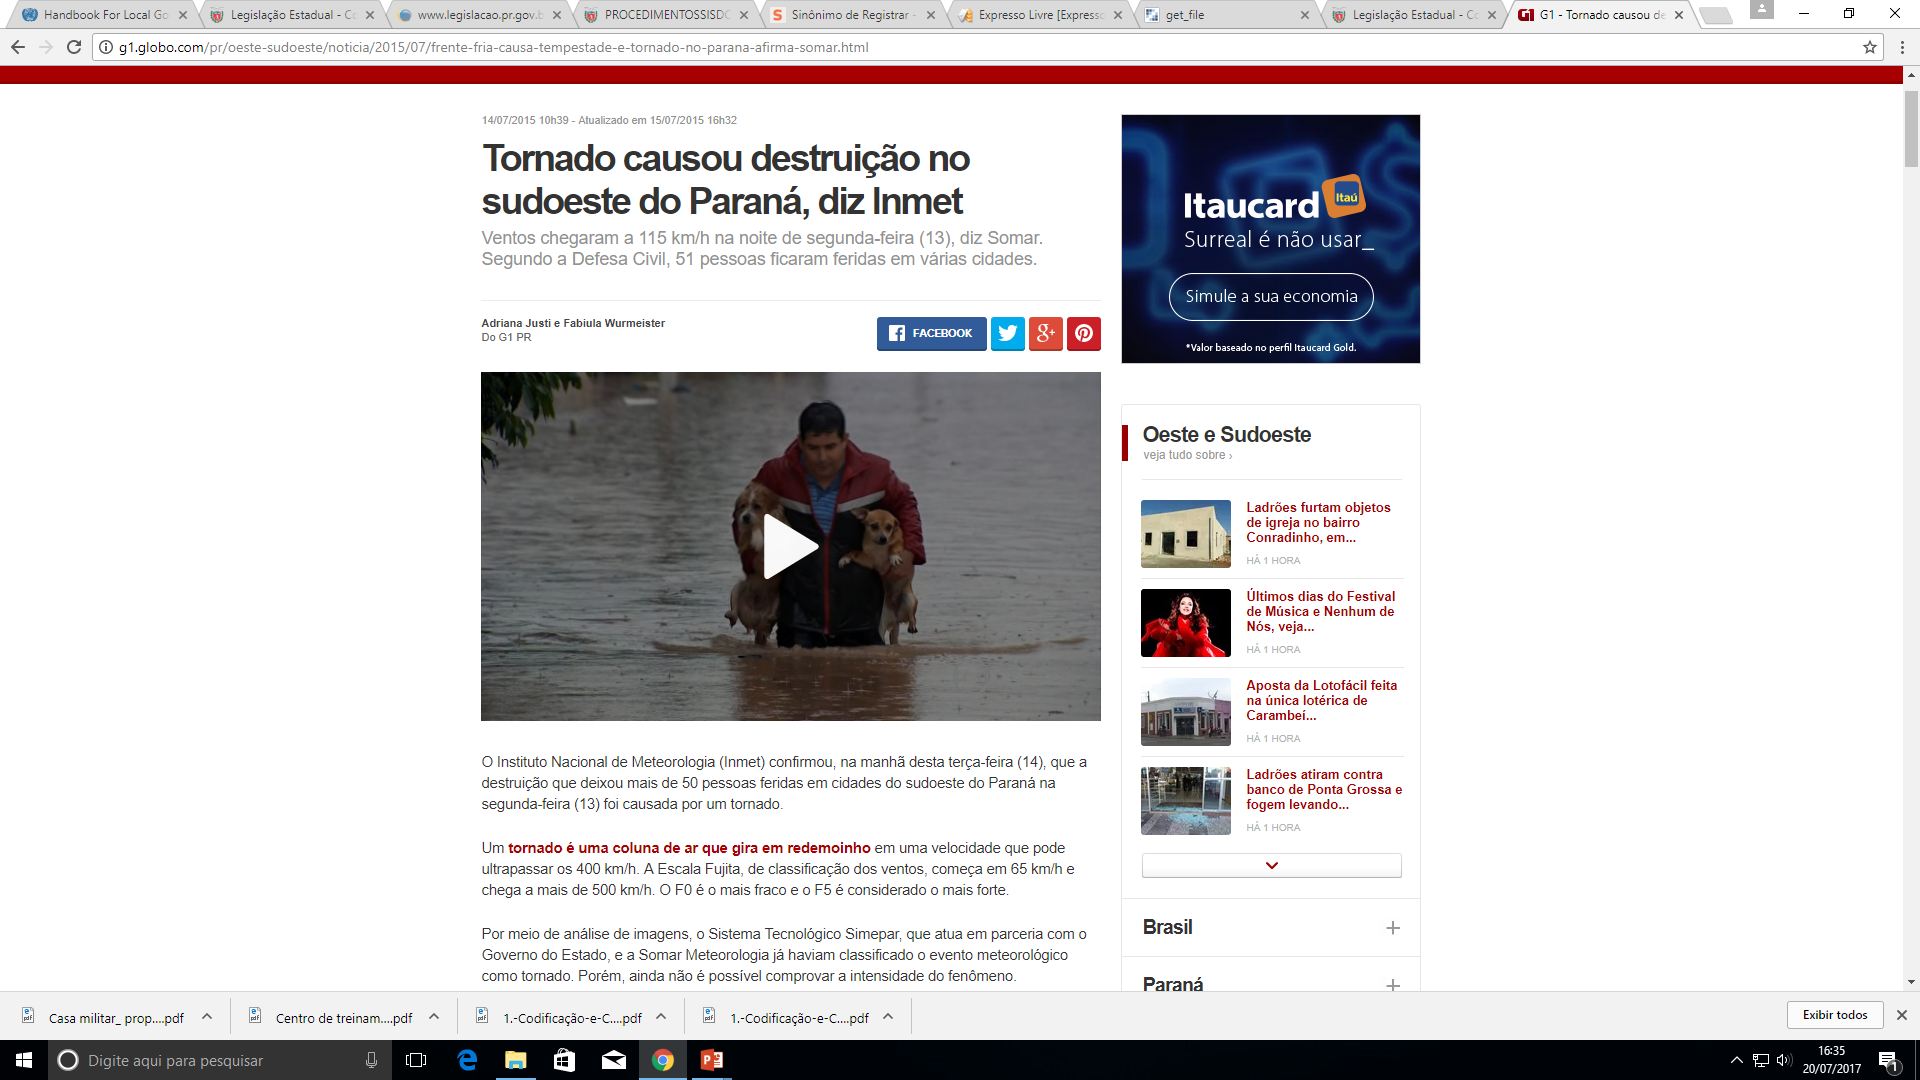 Handbook For Local Go
Legislação Estadual - Co
www.legislacao.pr.gov.b
PROCEDIMENTOSSISDC
Sinônimo de Registrar -
Expresso Livre [Expresso
get_file
Legislação Estadual - Co
G1 - Tornado causou de
g1.globo.com/pr/oeste-sudoeste/noticia/2015/07/frente-fria-causa-tempestade-e-tornado-no-parana-afirma-somar.html
14/07/2015 10h39 - Atualizado em 15/07/2015 16h32
Tornado causou destruição no
sudoeste do Paraná, diz Inmet
Ventos chegaram a 115 km/h na noite de segunda-feira (13), diz Somar.
Segundo a Defesa Civil, 51 pessoas ficaram feridas em várias cidades.
Adriana Justi e Fabiula Wurmeister
Do G1 PR
FACEBOOK
O Instituto Nacional de Meteorologia (Inmet) confirmou, na manhã desta terça-feira (14), que a
destruição que deixou mais de 50 pessoas feridas em cidades do sudoeste do Paraná na
segunda-feira (13) foi causada por um tornado.
Um tornado é uma coluna de ar que gira em redemoinho em uma velocidade que pode
ultrapassar os 400 km/h. A Escala Fujita, de classificação dos ventos, começa em 65 km/h e
chega a mais de 500 km/h. O F0 é o mais fraco e o F5 é considerado o mais forte.
Por meio de análise de imagens, o Sistema Tecnológico Simepar, que atua em parceria com o
Governo do Estado, e a Somar Meteorologia já haviam classificado o evento meteorológico
como tornado. Porém, ainda não é possível comprovar a intensidade do fenômeno.
Itaucard Itaú
Surreal é não usar_
Simule a sua economia
*Valor baseado no perfil Itaucard Gold.
Oeste e Sudoeste
veja tudo sobre ›
Ladrões furtam objetos
de igreja no bairro
Conradinho, em...
HÁ 1 HORA
Últimos dias do Festival
de Música e Nenhum de
Nós, veja...
HÁ 1 HORA
Aposta da Lotofácil feita
na única lotérica de
Carambeí...
HÁ 1 HORA
Ladrões atiram contra
banco de Ponta Grossa e
fogem levando...
HÁ 1 HORA
Brasil +
Paraná +
Casa militar_ prop....pdf
Centro de treinam....pdf
1.-Codificação-e-C....pdf
1.-Codificação-e-C....pdf
Exibir todos
Digite aqui para pesquisar
16:35
20/07/2017
1